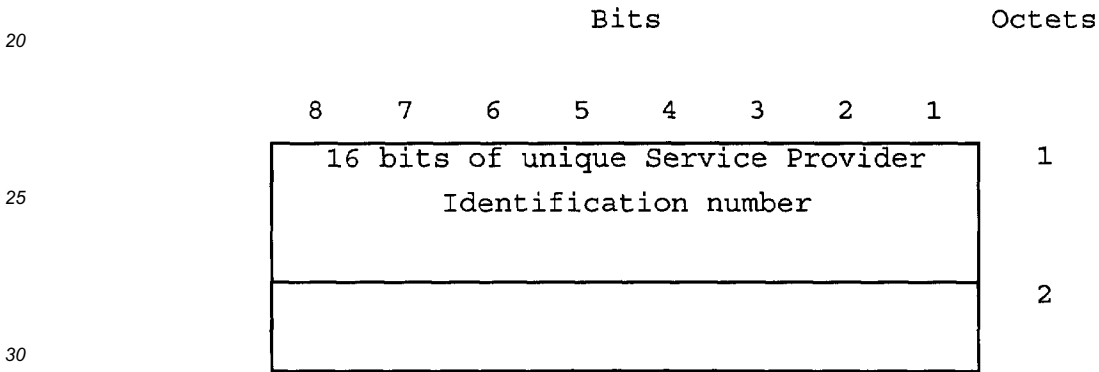 Bits Octets
20
8 7 6 5 4 3 2 1
16 bits of unique Service Provider 1
25 Identification number
2
30